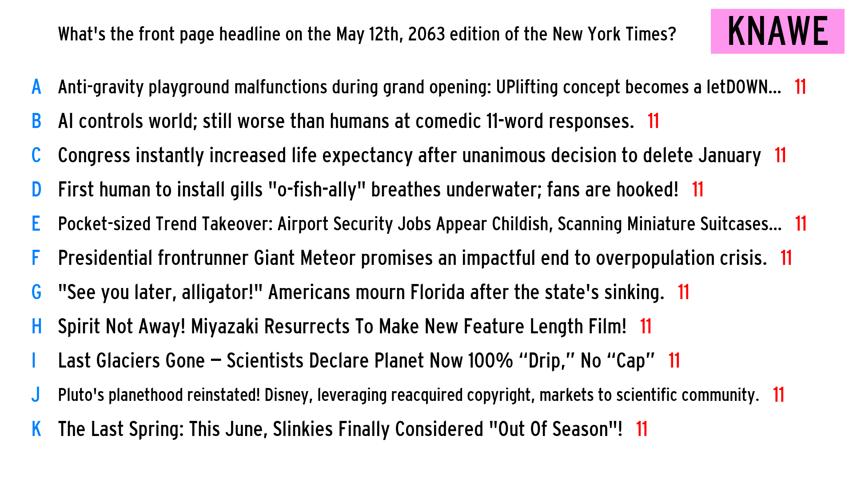 What's the front page headline on the May 12th, 2063 edition of the New York Times? KNAWE
A Anti-gravity playground malfunctions during grand opening: UPlifting concept becomes a letDOWN... 11
B AI controls world; still worse than humans at comedic 11-word responses. 11
C Congress instantly increased life expectancy after unanimous decision to delete January 11
D First human to install gills "o-fish-ally" breathes underwater; fans are hooked! 11
E Pocket-sized Trend Takeover: Airport Security Jobs Appear Childish, Scanning Miniature Suitcases... 11
F Presidential frontrunner Giant Meteor promises an impactful end to overpopulation crisis. 11
G "See you later, alligator!" Americans mourn Florida after the state's sinking. 11
H Spirit Not Away! Miyazaki Resurrects To Make New Feature Length Film! 11
I Last Glaciers Gone – Scientists Declare Planet Now 100% “Drip,” No “Cap” 11
J Pluto's planethood reinstated! Disney, leveraging reacquired copyright, markets to scientific community. 11
K The Last Spring: This June, Slinkies Finally Considered "Out Of Season"! 11